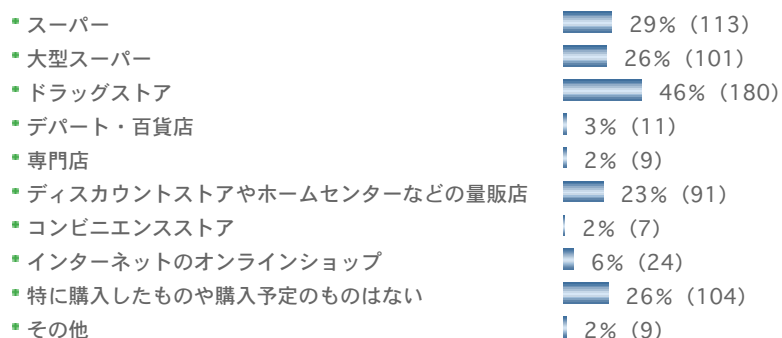 スーパー 29% (113)
大型スーパー 26% (101)
ドラッグストア 46% (180)
デパート・百貨店 3% (11)
専門店 2% (9)
ディスカウントストアやホームセンターなどの量販店 23% (91)
コンビニエンスストア 2% (7)
インターネットのオンラインショップ 6% (24)
特に購入したものや購入予定のものはない 26% (104)
その他 2% (9)